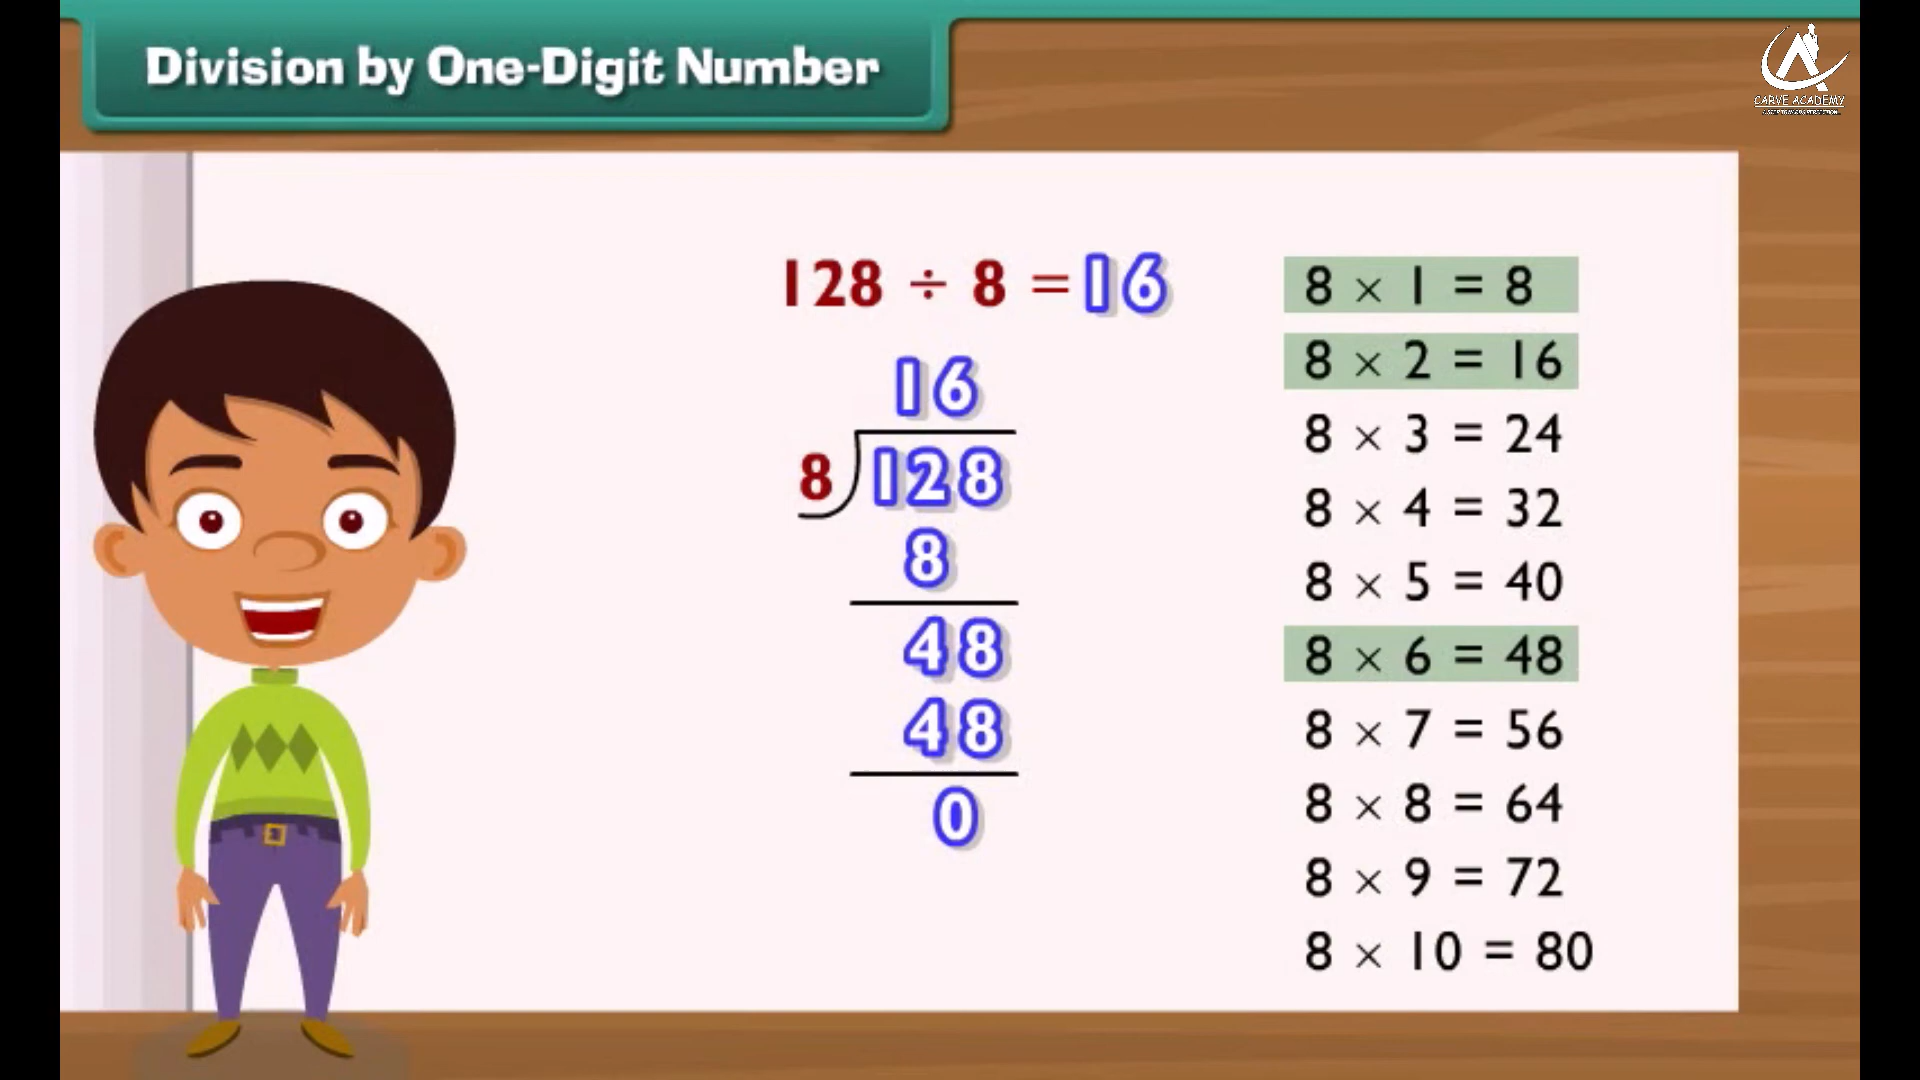 Division by One-Digit Number
CARVE ACADEMY
128 ÷ 8 = 16
16
8 128
8
48
48
0
8 × 1 = 8
8 × 2 = 16
8 × 3 = 24
8 × 4 = 32
8 × 5 = 40
8 × 6 = 48
8 × 7 = 56
8 × 8 = 64
8 × 9 = 72
8 × 10 = 80